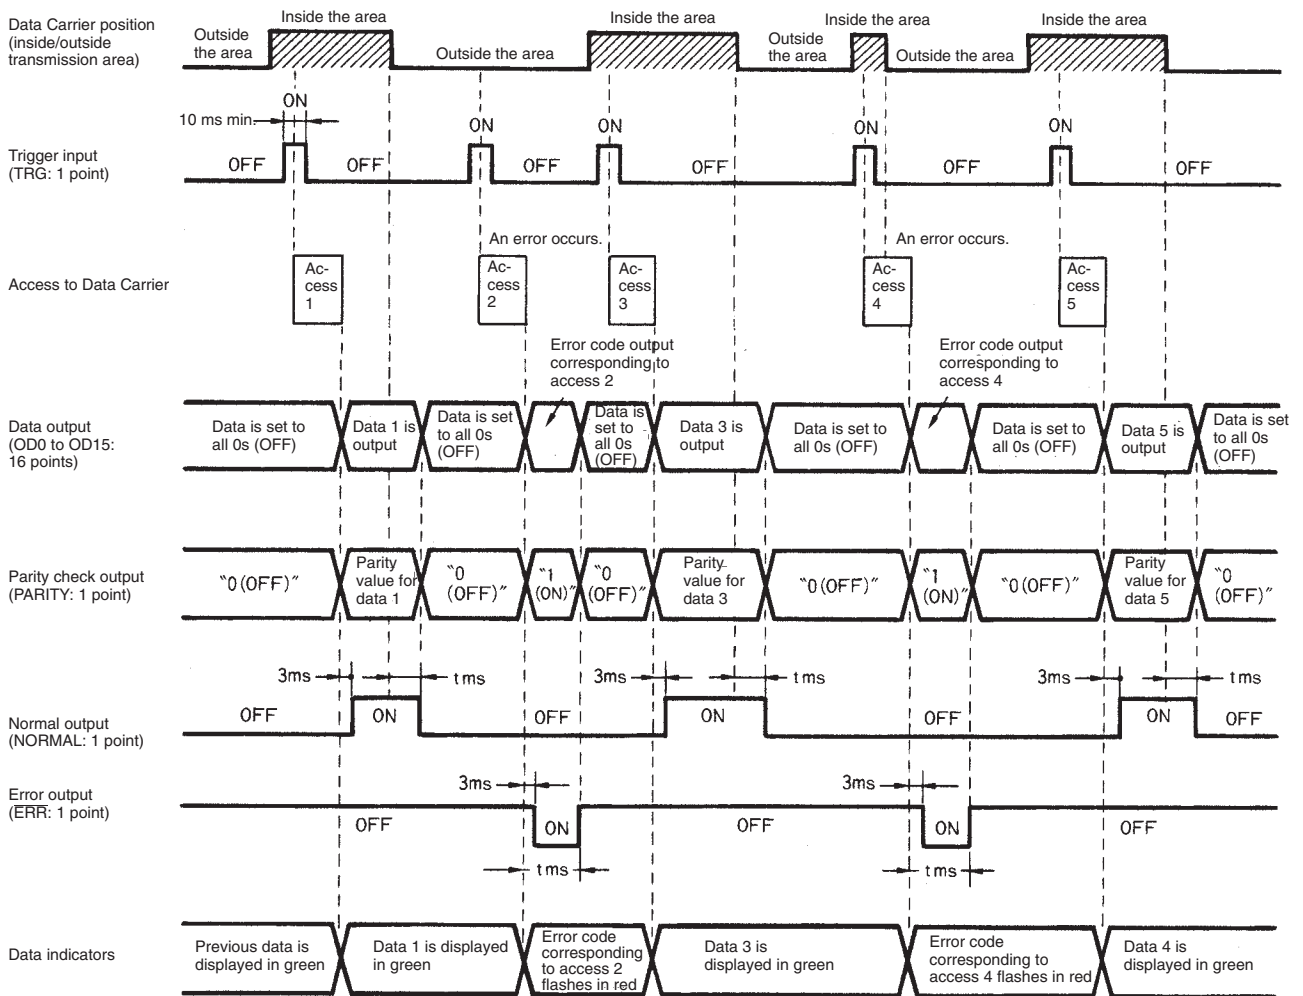 Data Carrier position
(inside/outside
transmission area)
Outside
the area
Inside the area
Outside the area
Inside the area
Outside
the area
Inside the area
Outside the area
Inside the area
ON
10 ms min.
ON
ON
ON
ON
Trigger input
(TRG: 1 point)
OFF
OFF
OFF
OFF
OFF
OFF
An error occurs.
An error occurs.
Access to Data Carrier
Ac-
cess
1
Ac-
cess
2
Ac-
cess
3
Ac-
cess
4
Ac-
cess
5
Error code output
corresponding to
access 2
Error code output
corresponding to
access 4
Data output
(OD0 to OD15:
16 points)
Data is set to
all 0s (OFF)
Data 1 is
output
Data is set
to all 0s
(OFF)
Data is
set to
all 0s
(OFF)
Data 3 is
output
Data is set to
all 0s (OFF)
Data is set to
all 0s (OFF)
Data 5 is
output
Data is set
to all 0s
(OFF)
Parity check output
(PARITY: 1 point)
"0 (OFF)"
Parity
value for
data 1
"0
(OFF)"
"1
(ON)"
"0
(OFF)"
Parity
value for
data 3
"0 (OFF)"
"1
(ON)"
"0 (OFF)"
Parity
value for
data 5
"0
(OFF)"
3ms
t ms
3ms
t ms
3ms
t ms
Normal output
(NORMAL: 1 point)
OFF
ON
OFF
ON
OFF
ON
OFF
3ms
3ms
Error output
(ERR: 1 point)
OFF
ON
OFF
ON
OFF
t ms
t ms
Data indicators
Previous data is
displayed in green
Data 1 is displayed
in green
Error code
corresponding
to access 2
flashes in red
Data 3 is
displayed in green
Error code
corresponding to
access 4 flashes in red
Data 4 is
displayed in green